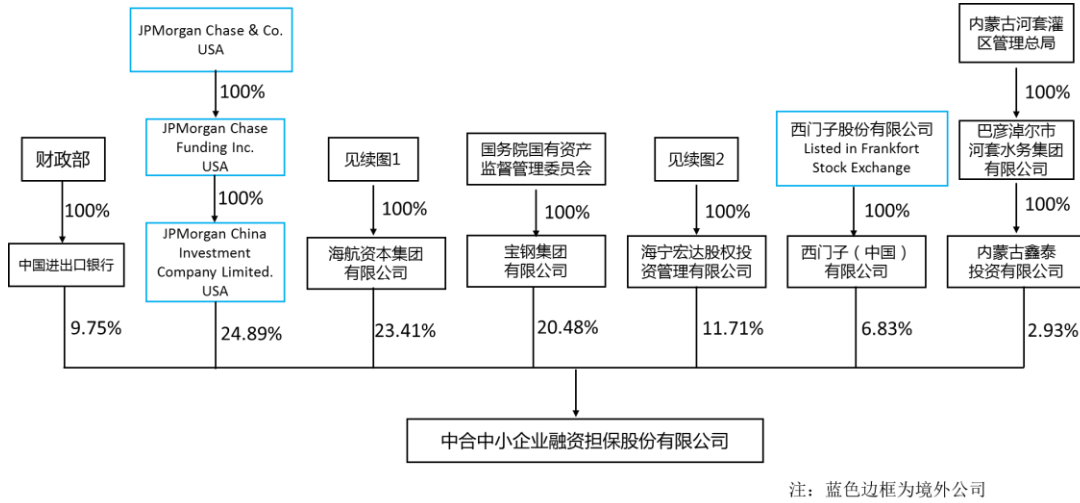 JPMorgan Chase & Co.
USA
内蒙古河套灌
区管理总局
100%
100%
财政部
JPMorgan Chase
Funding Inc.
USA
见续图1
国务院国有资产
监督管理委员会
见续图2
西门子股份有限公司
Listed in Frankfort
Stock Exchange
巴彦淖尔市
河套水务集团
有限公司
100%
100%
100%
100%
100%
100%
100%
中国进出口银行
JPMorgan China
Investment
Company Limited.
USA
海航资本集团
有限公司
宝钢集团
有限公司
海宁宏达股权投
资管理有限公司
西门子（中国）
有限公司
内蒙古鑫泰
投资有限公司
9.75%
24.89%
23.41%
20.48%
11.71%
6.83%
2.93%
中合中小企业融资担保股份有限公司
注：蓝色边框为境外公司